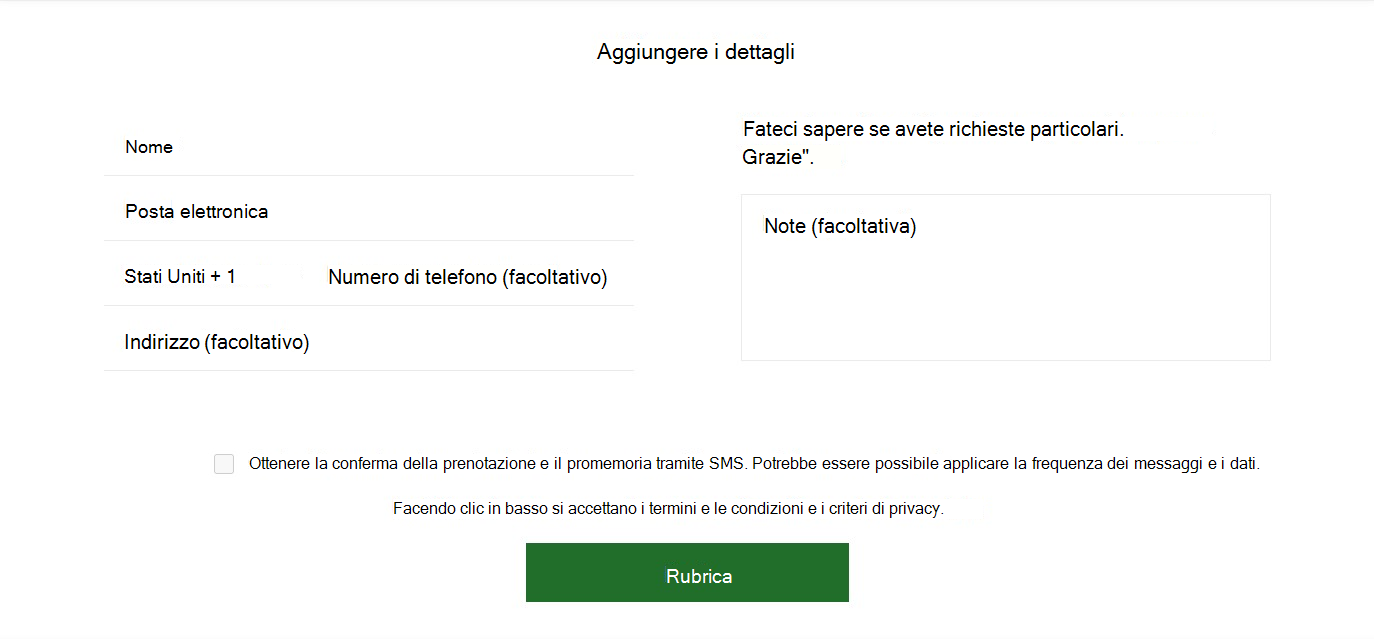 Aggiungere i dettagli
Nome
Posta elettronica
Stati Uniti + 1
Numero di telefono (facoltativo)
Indirizzo (facoltativo)
Fateci sapere se avete richieste particolari.
Grazie".
Note (facoltativa)
Ottenere la conferma della prenotazione e il promemoria tramite SMS. Potrebbe essere possibile applicare la frequenza dei messaggi e i dati.
Facendo clic in basso si accettano i termini e le condizioni e i criteri di privacy.
Rubrica